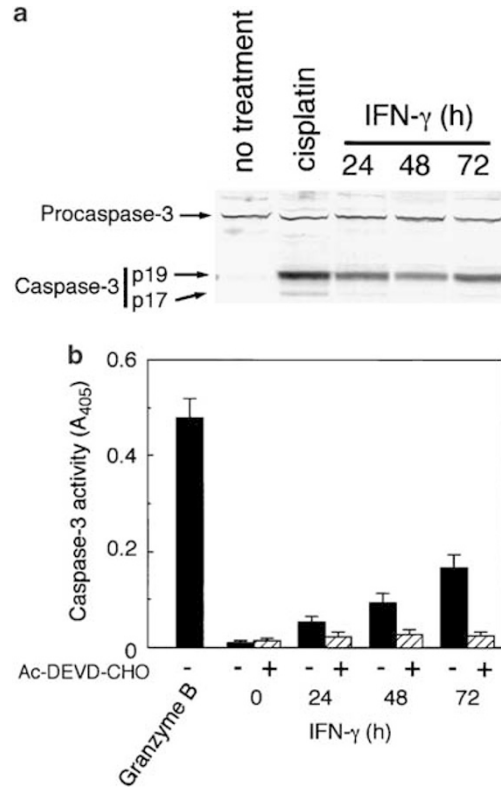 a
no treatment
cisplatin
IFN-γ (h)
24 48 72
Procaspase-3
Caspase-3
p19
p17
b
Caspase-3 activity (A405)
0.6
0.4
0.2
0
Ac-DEVD-CHO - - + - + - + - +
Granzyme B
0 24 48 72
IFN-γ (h)